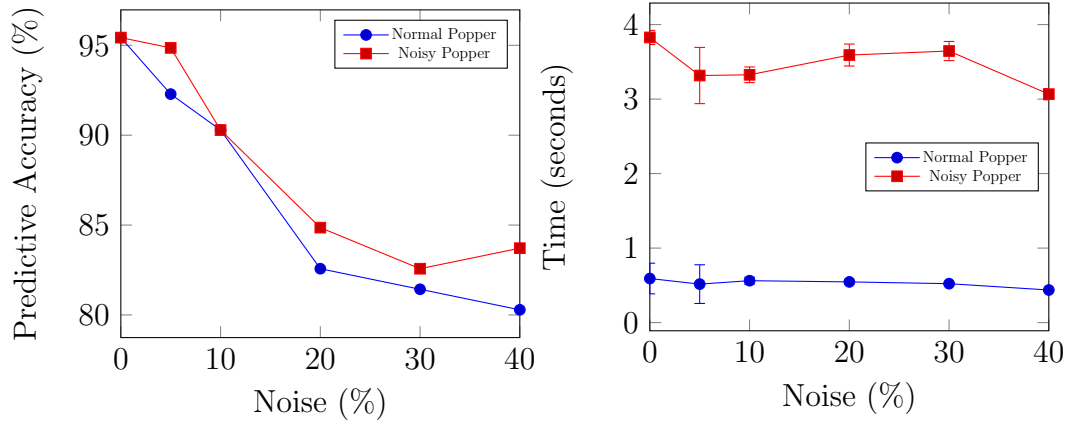 Predictive Accuracy (%)
95
90
85
80
0
10
20
30
40
Noise (%)
Normal Popper
Noisy Popper
Time (seconds)
4
3
2
1
0
0
10
20
30
40
Noise (%)
Normal Popper
Noisy Popper